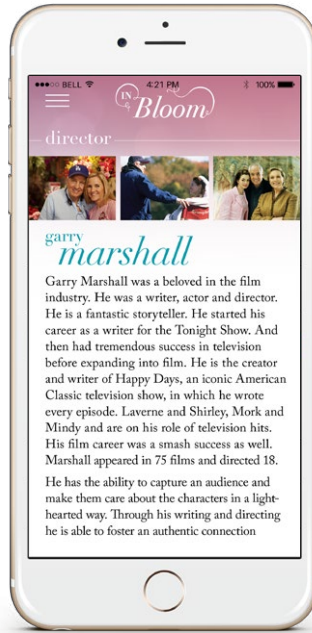 BELL 4:21 PM 100%
IN Bloom
director
garry
marshall
Garry Marshall was a beloved in the film
industry. He was a writer, actor and director.
He is a fantastic storyteller. He started his
career as a writer for the Tonight Show. And
then had tremendous success in television
before expanding into film. He is the creator
and writer of Happy Days, an iconic American
Classic television show, in which he wrote
every episode. Laverne and Shirley, Mork and
Mindy and are on his role of television hits.
His film career was a smash success as well.
Marshall appeared in 75 films and directed 18.
He has the ability to capture an audience and
make them care about the characters in a light-
hearted way. Through his writing and directing
he is able to foster an authentic connection